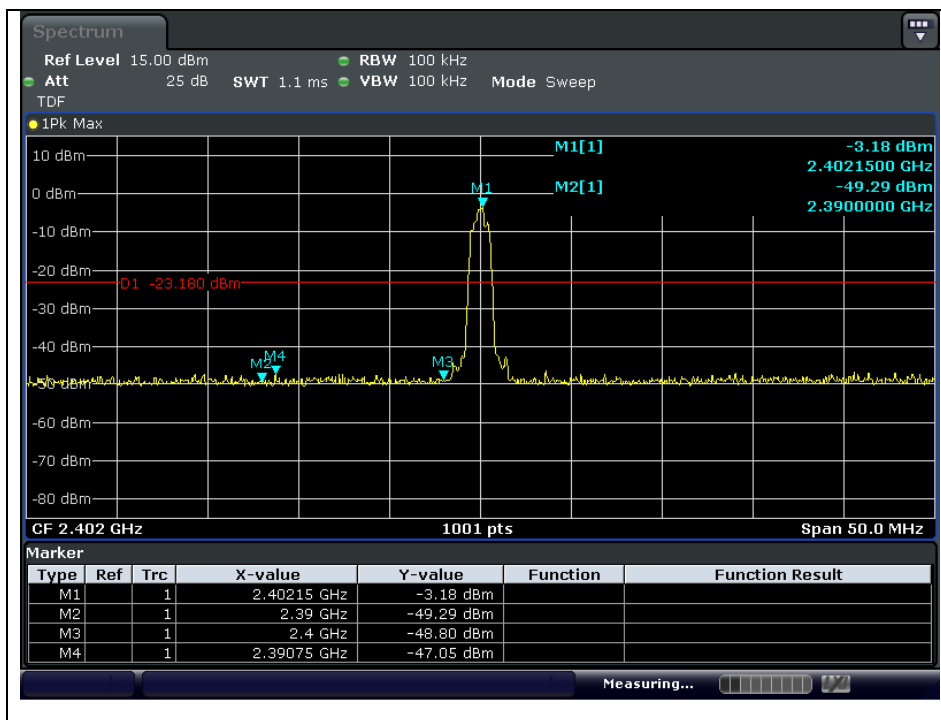 Spectrum
Ref Level 15.00 dBm RBW 100 kHz
Att 25 dB SWT 1.1 ms VBW 100 kHz Mode Sweep
TDF
1Pk Max
M1[1] -3.18 dBm
2.4021500 GHz
M2[1] -49.29 dBm
2.3900000 GHz
10 dBm
0 dBm
M1
-10 dBm
-20 dBm
D1 -23.180 dBm
-30 dBm
-40 dBm
M2 M4 M3
-50 dBm
-60 dBm
-70 dBm
-80 dBm
CF 2.402 GHz 1001 pts Span 50.0 MHz
Marker
Type Ref Trc X-value Y-value Function Function Result
M1 1 2.40215 GHz -3.18 dBm
M2 1 2.39 GHz -49.29 dBm
M3 1 2.4 GHz -48.80 dBm
M4 1 2.39075 GHz -47.05 dBm
Measuring...